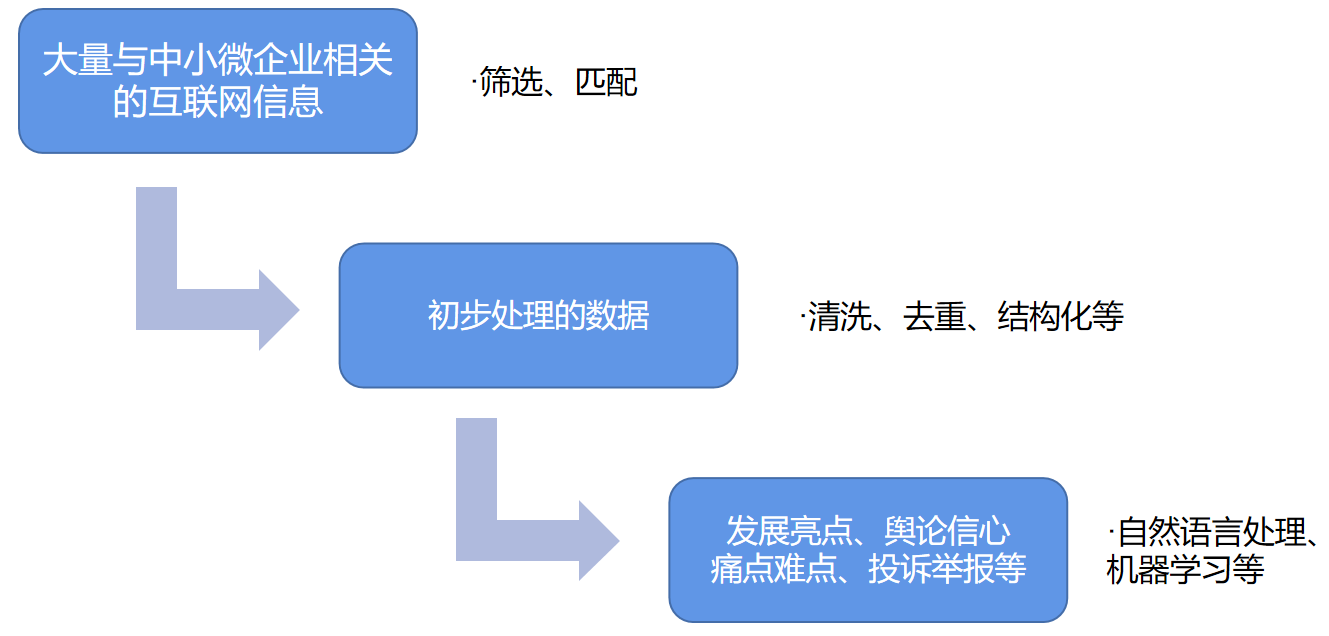 大量与中小微企业相关
的互联网信息
·筛选、匹配
初步处理的数据
·清洗、去重、结构化等
发展亮点、舆论信心
痛点难点、投诉举报等
·自然语言处理、
机器学习等